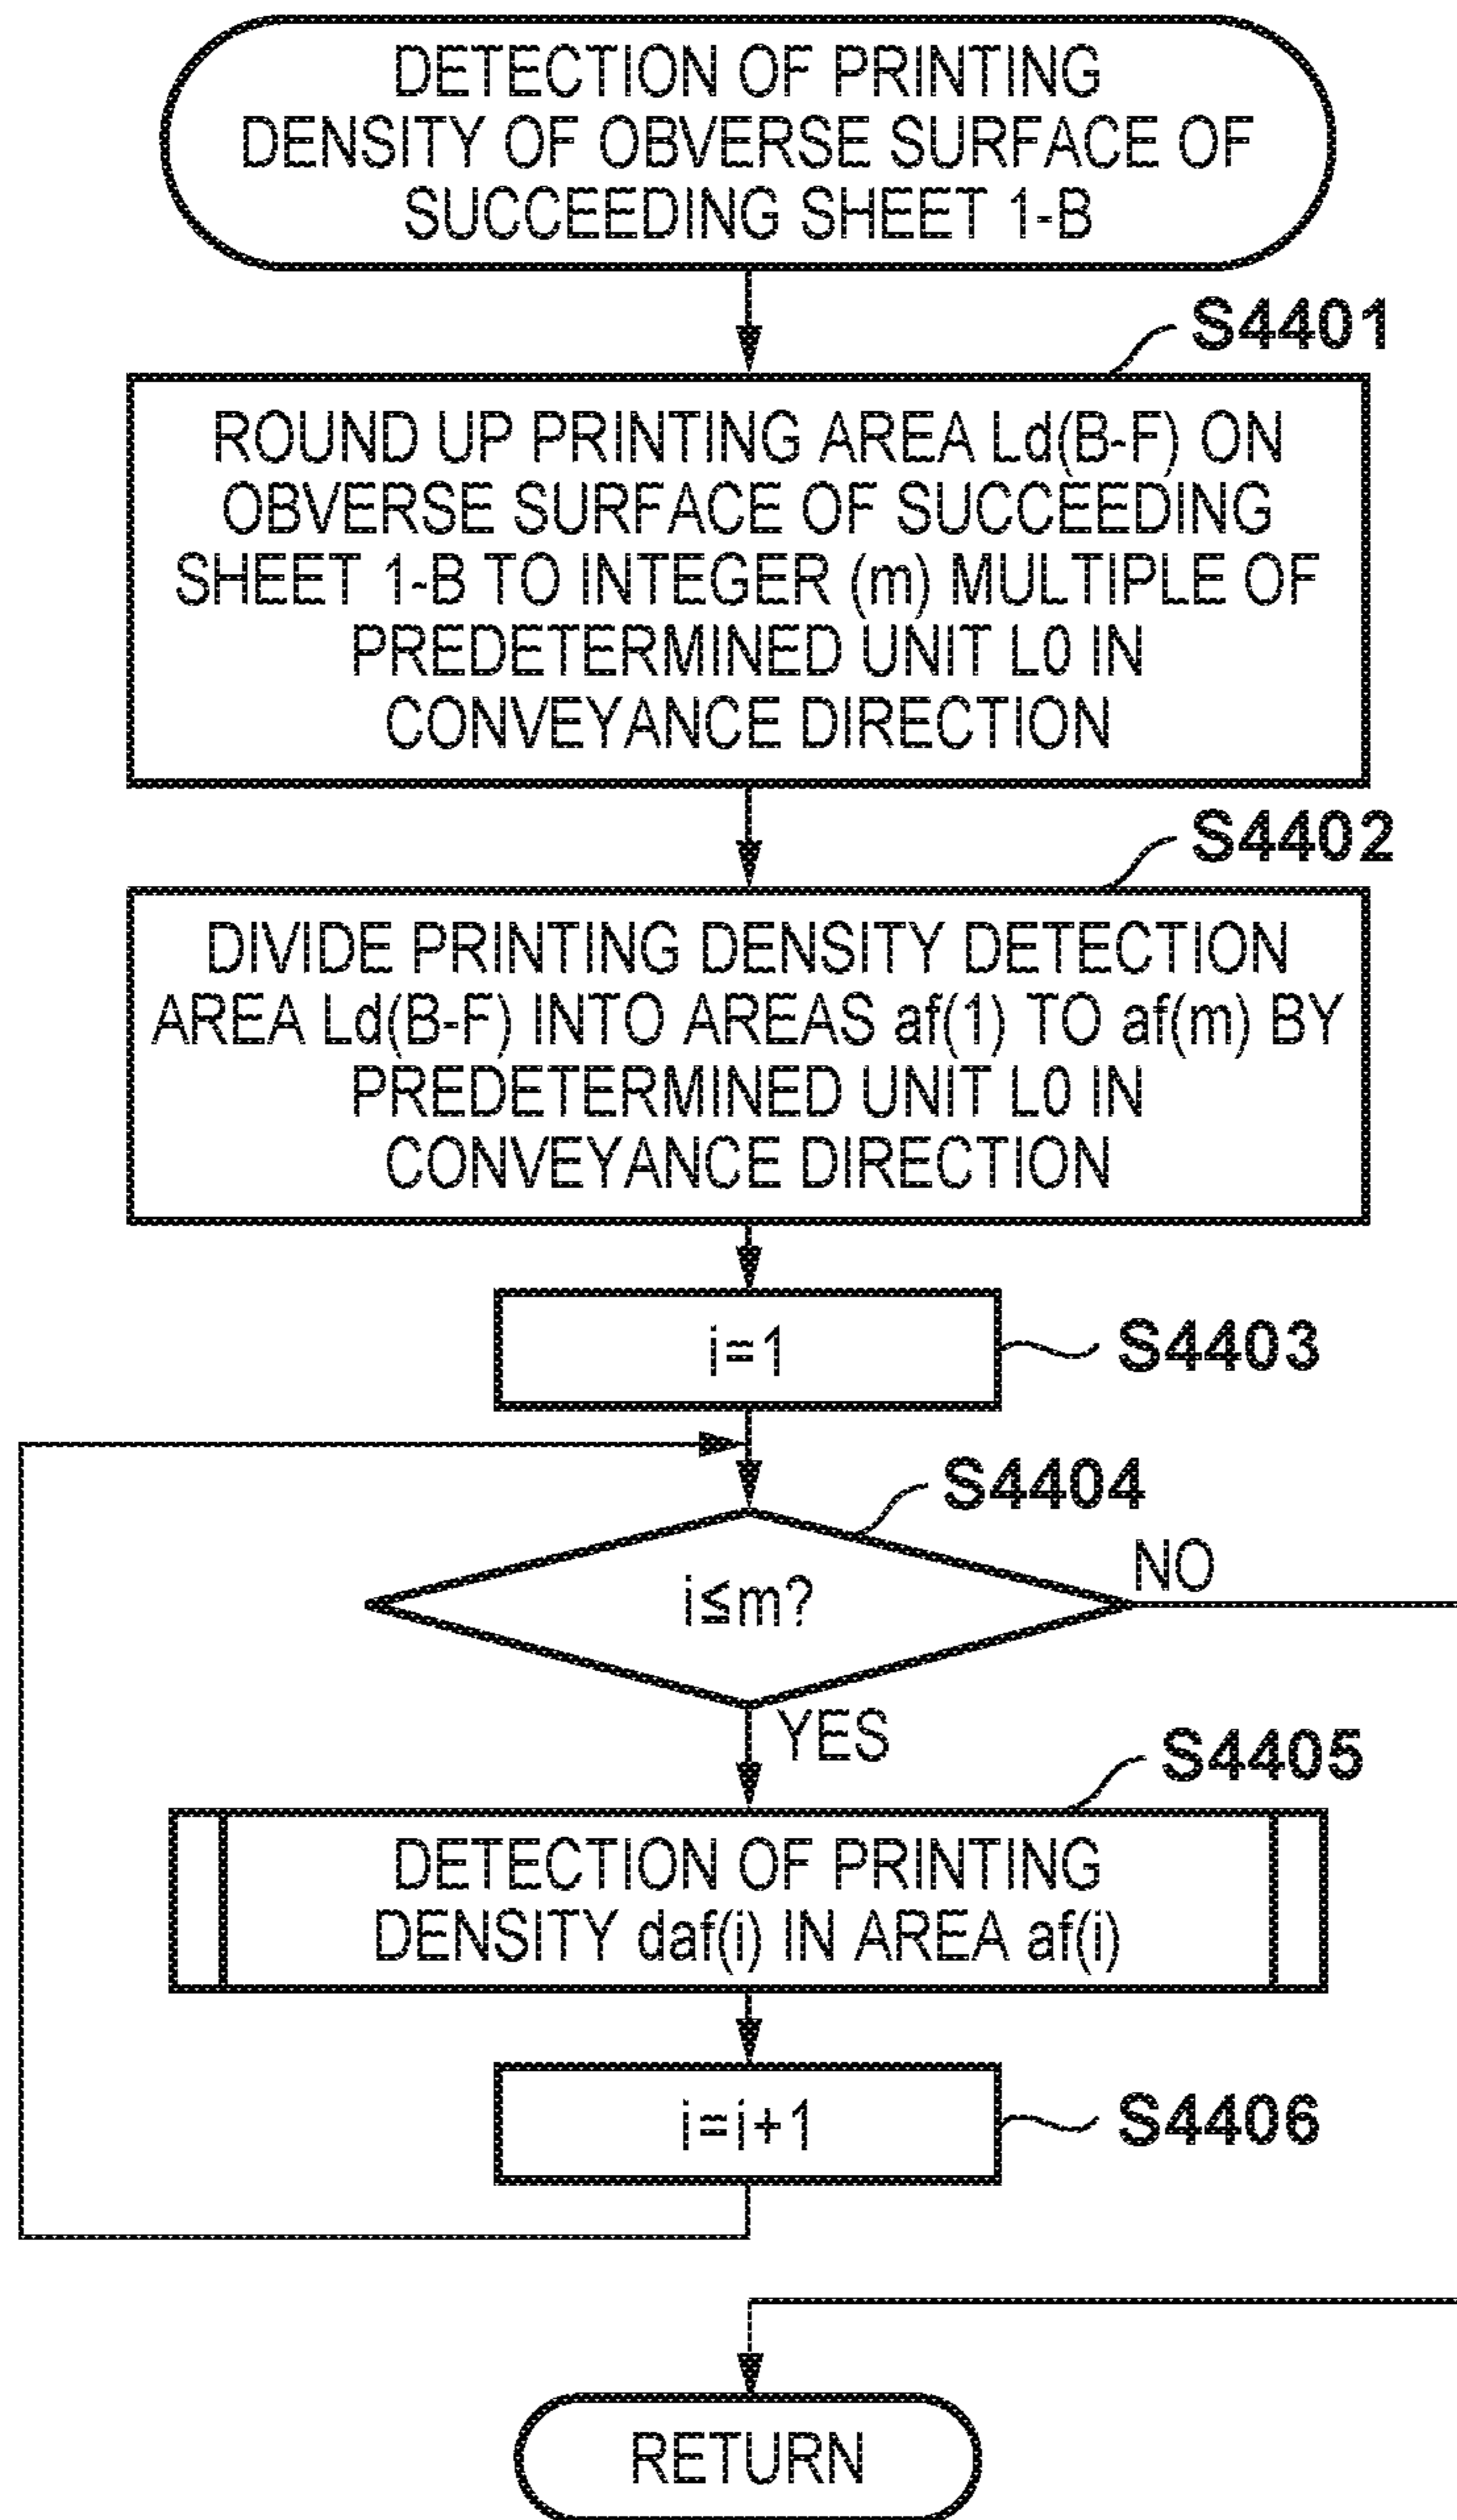 DETECTION OF PRINTING
DENSITY OF OBVERSE SURFACE OF
SUCCEEDING SHEET 1-B
S4401
ROUND UP PRINTING AREA Ld(B-F) ON
OBVERSE SURFACE OF SUCCEEDING
SHEET 1-B TO INTEGER (m) MULTIPLE OF
PREDETERMINED UNIT L0 IN
CONVEYANCE DIRECTION
S4402
DIVIDE PRINTING DENSITY DETECTION
AREA Ld(B-F) INTO AREAS af(1) TO af(m) BY
PREDETERMINED UNIT L0 IN
CONVEYANCE DIRECTION
i=1
S4403
S4404
i≦m?
NO
YES
S4405
DETECTION OF PRINTING
DENSITY daf(i) IN AREA af(i)
i=i+1
S4406
RETURN